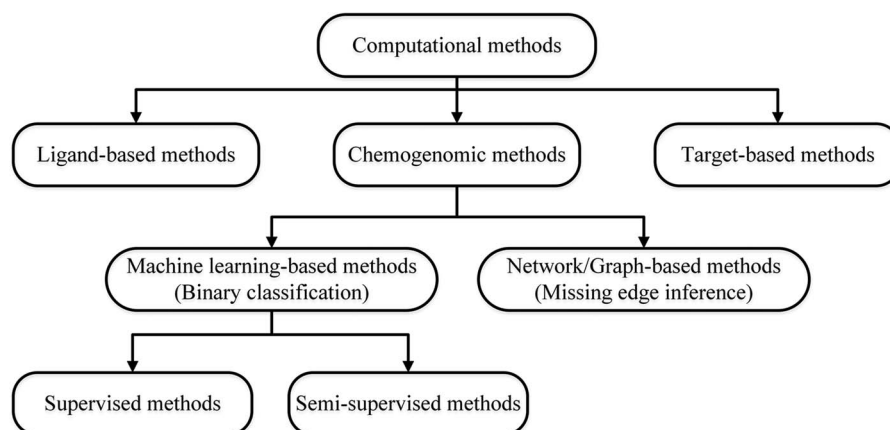 Computational methods
Ligand-based methods
Chemogenomic methods
Target-based methods
Machine learning-based methods
(Binary classification)
Network/Graph-based methods
(Missing edge inference)
Supervised methods
Semi-supervised methods